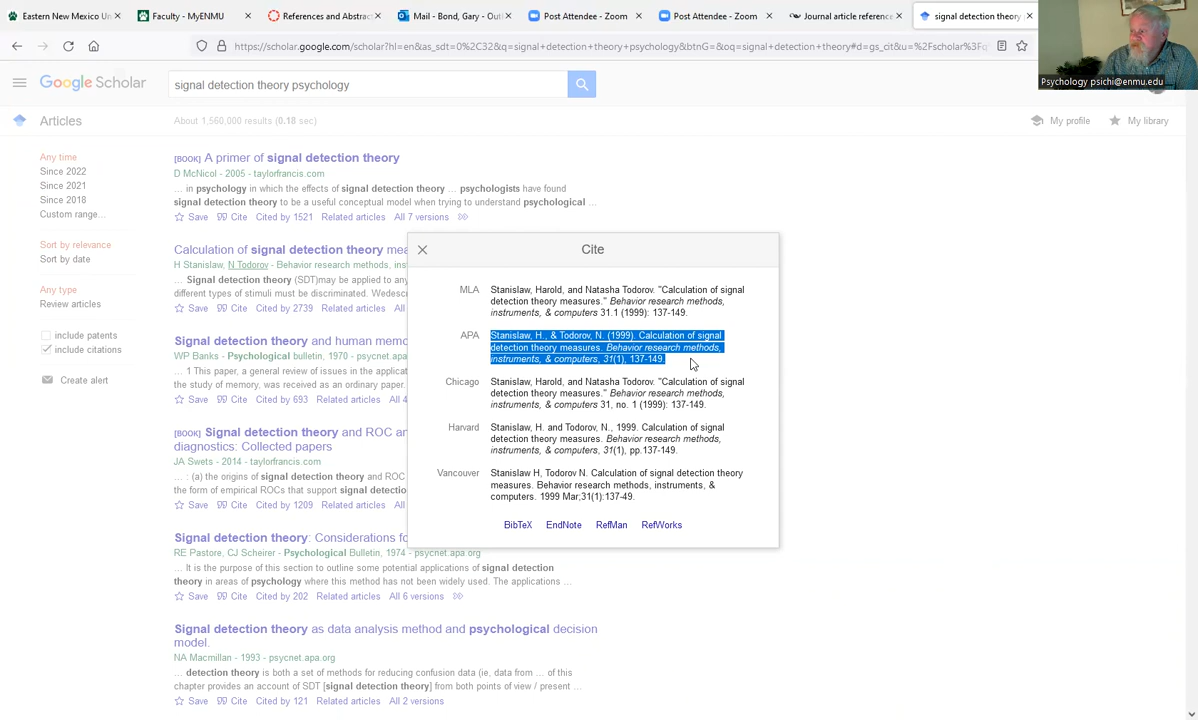 Eastern New Mexico Un
Faculty - MyENMU
References and Abstrac
Mail - Bond, Gary - Outl
Post Attendee - Zoom
Post Attendee - Zoom
Journal article reference
signal detection theory
https://scholar.google.com/scholar?hl=en&as_sdt=0%2C32&q=signal+detection+theory+psychology&btnG=&oq=signal+detection+theory#d=gs_cit&u=%2Fscholar%3Fq
Psychology psichi@enmu.edu
Google Scholar
signal detection theory psychology
Articles
About 1,560,000 results (0.18 sec)
My profile
My library
Any time
Since 2022
Since 2021
Since 2018
Custom range...
Sort by relevance
Sort by date
Any type
Review articles
include patents
include citations
Create alert
[BOOK] A primer of signal detection theory
D McNicol - 2005 - taylorfrancis.com
… in psychology in which the effects of signal detection theory … psychologists have found
signal detection theory to be a useful conceptual model when trying to understand psychological …
Save Cite Cited by 1521 Related articles All 7 versions
Calculation of signal detection theory mea
H Stanislaw, N Todorov - Behavior research methods, ins
… Signal detection theory (SDT)may be applied to any
different types of stimuli must be discriminated. Wedesc
Save Cite Cited by 2739 Related articles All
Signal detection theory and human memo
WP Banks - Psychological bulletin, 1970 - psycnet.apa
… 1 This paper, a general review of issues in the applica
the study of memory, was received as an ordinary paper.
Save Cite Cited by 693 Related articles All 4
[BOOK] Signal detection theory and ROC an
diagnostics: Collected papers
JA Swets - 2014 - taylorfrancis.com
… : (a) the origins of signal detection theory and ROC
the form of empirical ROCs that support signal detectio
Save Cite Cited by 1209 Related articles All
Signal detection theory: Considerations fo
RE Pastore, CJ Scheirer - Psychological Bulletin, 1974 - psycnet.apa.org
… It is the purpose of this section to outline some potential applications of signal detection
theory in areas of psychology where this method has not been widely used. The applications …
Save Cite Cited by 202 Related articles All 6 versions
Signal detection theory as data analysis method and psychological decision
model.
NA Macmillan - 1993 - psycnet.apa.org
… detection theory is both a set of methods for reducing confusion data (ie, data from … of this
chapter provides an account of SDT [signal detection theory] from both points of view / present …
Save Cite Cited by 121 Related articles All 2 versions
Cite
MLA
Stanislaw, Harold, and Natasha Todorov. "Calculation of signal
detection theory measures." Behavior research methods,
instruments, & computers 31.1 (1999): 137-149.
APA
Stanislaw, H., & Todorov, N. (1999). Calculation of signal
detection theory measures. Behavior research methods,
instruments, & computers, 31(1), 137-149.
Chicago
Stanislaw, Harold, and Natasha Todorov. "Calculation of signal
detection theory measures." Behavior research methods,
instruments, & computers 31, no. 1 (1999): 137-149.
Harvard
Stanislaw, H. and Todorov, N., 1999. Calculation of signal
detection theory measures. Behavior research methods,
instruments, & computers, 31(1), pp.137-149.
Vancouver
Stanislaw H, Todorov N. Calculation of signal detection theory
measures. Behavior research methods, instruments, &
computers. 1999 Mar;31(1):137-49.
BibTeX EndNote RefMan RefWorks